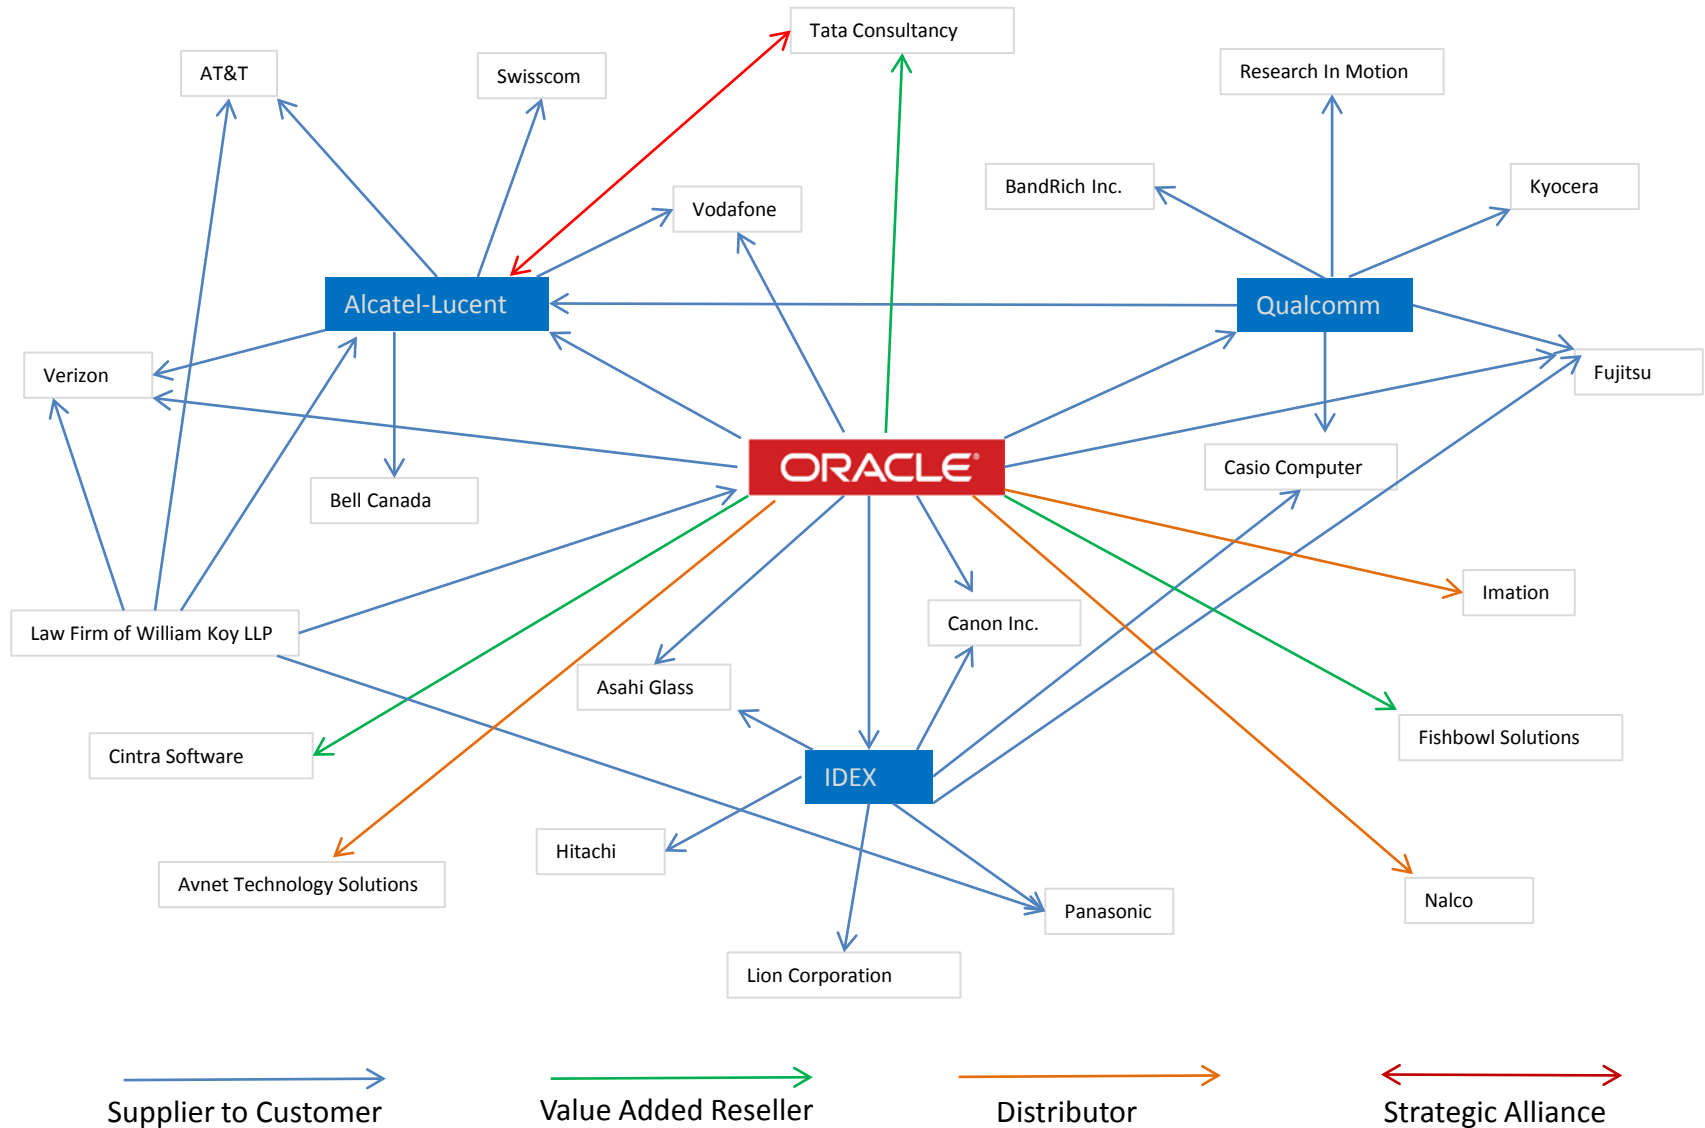 Tata Consultancy
AT&T
Swisscom
Research In Motion
BandRich Inc.
Kyocera
Vodafone
Alcatel-Lucent
Qualcomm
Verizon
Fujitsu
ORACLE®
Casio Computer
Bell Canada
Imation
Law Firm of William Koy LLP
Canon Inc.
Asahi Glass
Cintra Software
Fishbowl Solutions
IDEX
Hitachi
Avnet Technology Solutions
Nalco
Panasonic
Lion Corporation
Supplier to Customer
Value Added Reseller
Distributor
Strategic Alliance